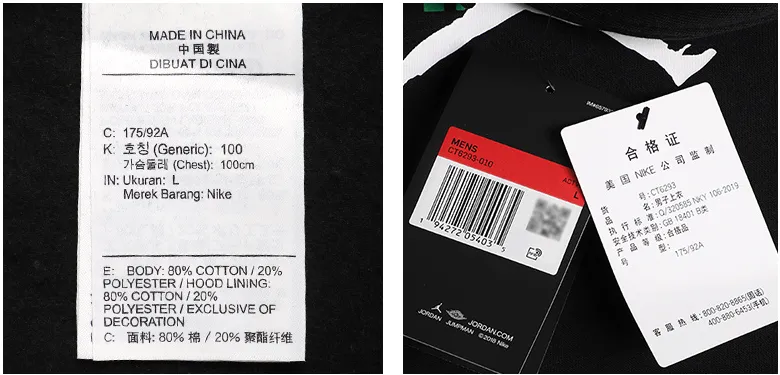 MADE IN CHINA
中国製
DIBUAT DI CINA
C: 175/92A
K: 호칭 (Generic): 100
가슴둘레 (Chest): 100cm
IN: Ukuran: L
Merek Barang: Nike
E: BODY: 80% COTTON / 20%
POLYESTER / HOOD LINING:
80% COTTON / 20%
POLYESTER / EXCLUSIVE OF
DECORATION
C: 面料: 80% 棉 / 20% 聚酯纤维
MENS
CT6293-010
L
1 94272 05403 5
JORDAN JUMPMAN JORDAN.COM
©2018 Nike
合格证
美国 NIKE 公司监制
货号: CT6293
名: 男子上衣
执行标准: Q/320585 NKY 106-2019
安全技术类别: GB 18401 B类
产品等级: 合格品
号型: 175/92A
客服热线: 800-820-8865(固话)
400-880-6453(手机)